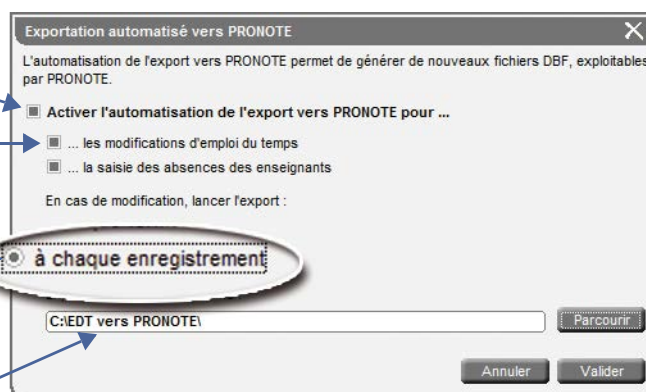 Exportation automatisé vers PRONOTE
L'automatisation de l'export vers PRONOTE permet de générer de nouveaux fichiers DBF, exploitables
par PRONOTE.
Activer l'automatisation de l'export vers PRONOTE pour ...
... les modifications d'emploi du temps
... la saisie des absences des enseignants
En cas de modification, lancer l'export :
à chaque enregistrement
C:\EDT vers PRONOTE\
Parcourir
Annuler
Valider